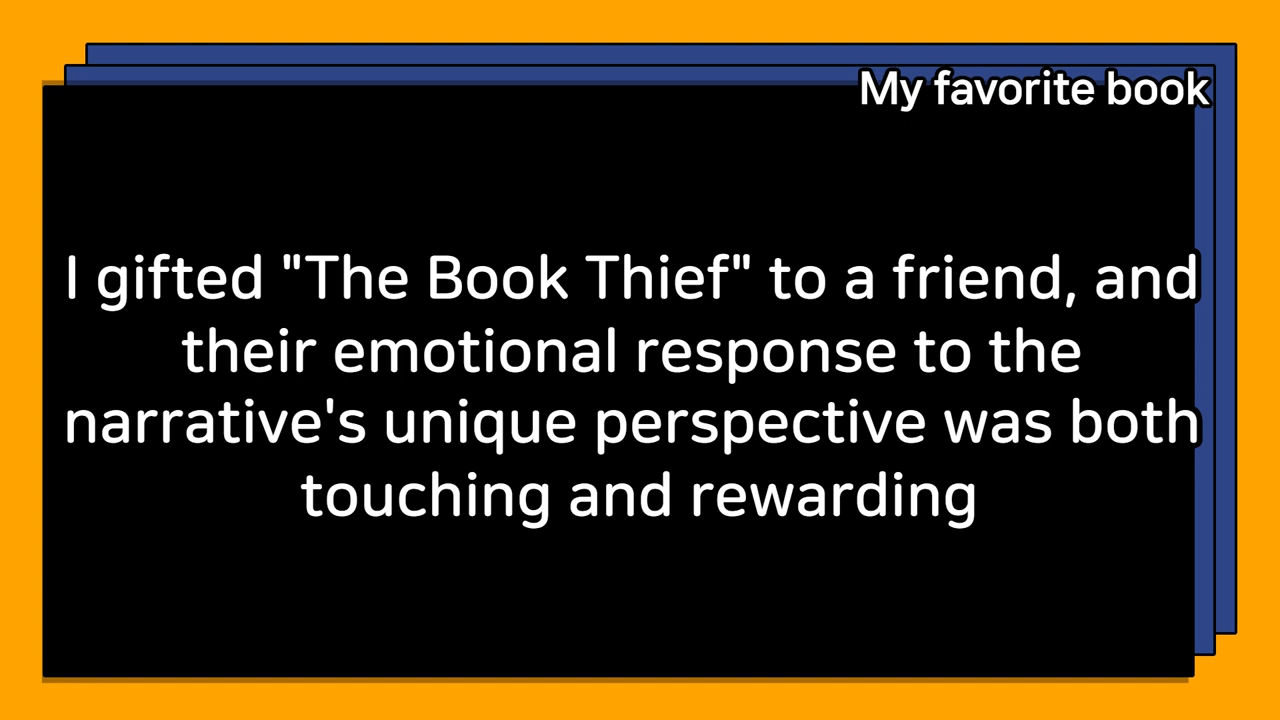 My favorite book
I gifted "The Book Thief" to a friend, and
their emotional response to the
narrative's unique perspective was both
touching and rewarding